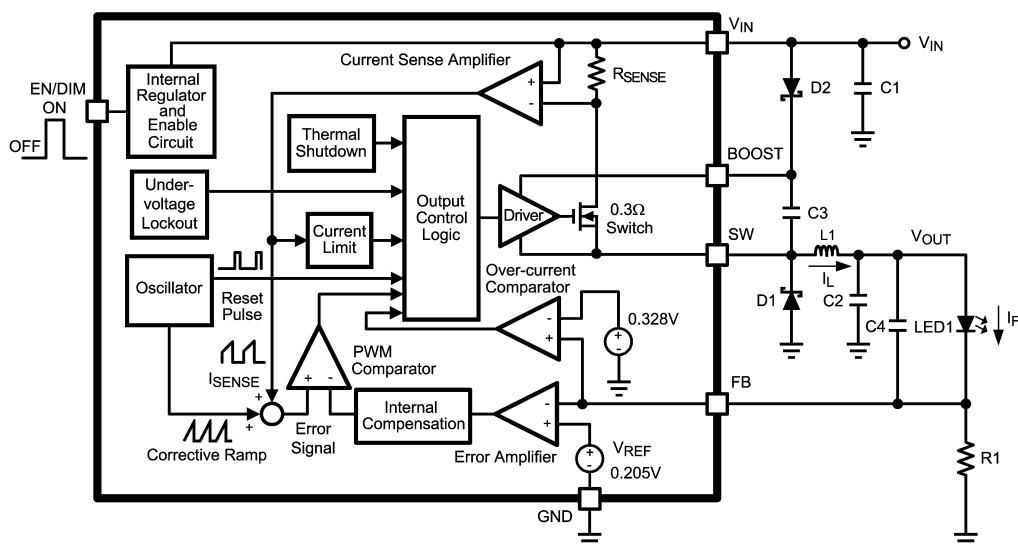 VIN
VIN
Current Sense Amplifier
+
-
RSENSE
D2
C1
EN/DIM
ON
OFF
Internal
Regulator
and
Enable
Circuit
Thermal
Shutdown
BOOST
Under-
voltage
Lockout
Output
Control
Logic
Driver
0.3Ω
Switch
C3
Current
Limit
SW
L1
VOUT
IL
Oscillator
Reset
Pulse
Over-current
Comparator
-
+
+
-
0.328V
D1
C2
C4
LED1
IF
ISENSE
PWM
Comparator
+
-
FB
+
+
Error
Signal
Internal
Compensation
-
+
Error Amplifier
Corrective Ramp
+
-
VREF
0.205V
R1
GND